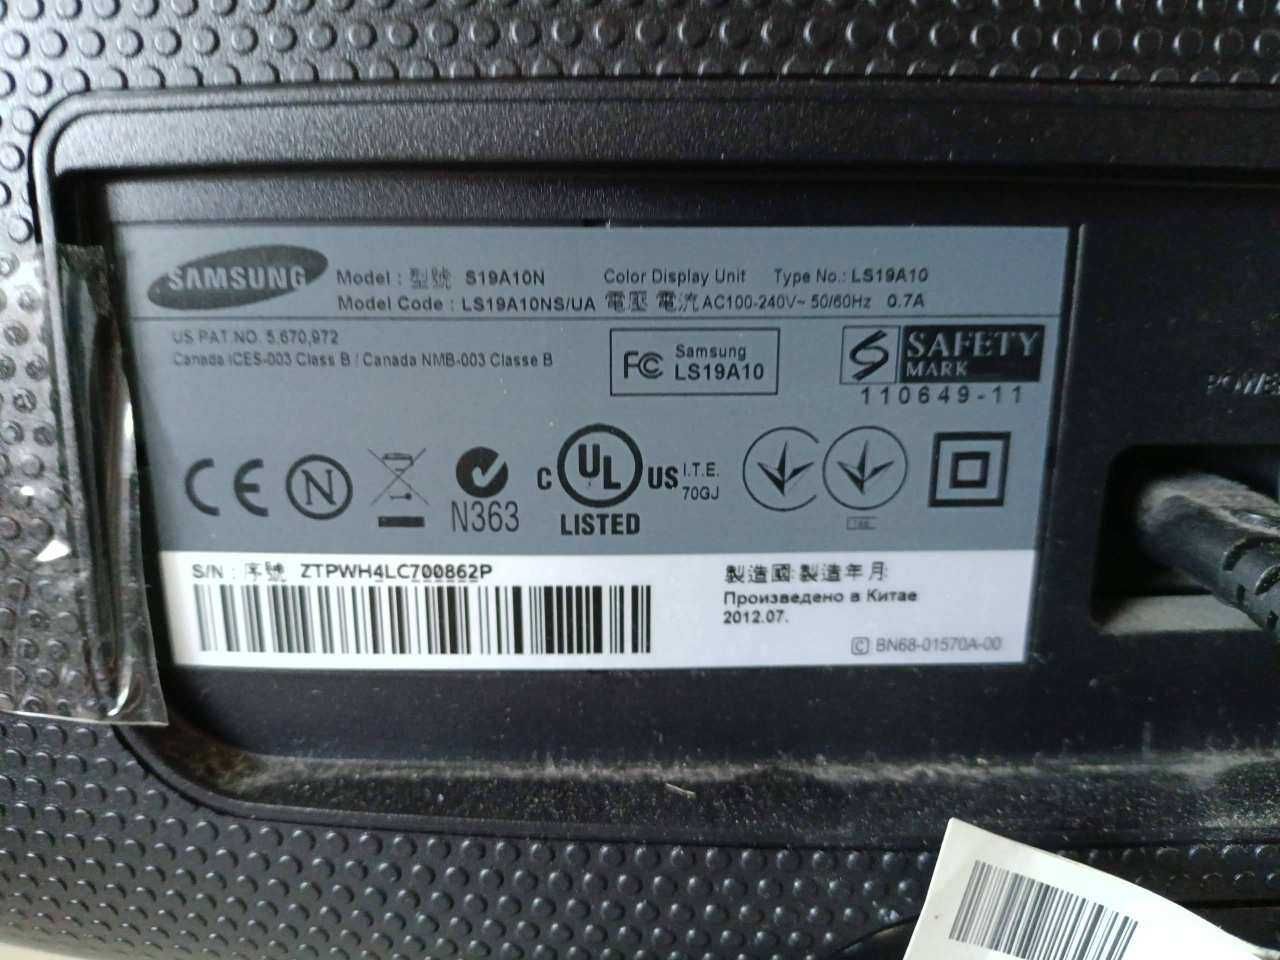 SAMSUNG
Model : 型號 S19A10N Color Display Unit Type No.: LS19A10
Model Code : LS19A10NS/UA 電壓 電流 AC100-240V~ 50/60Hz 0.7A
US PAT.NO. 5,670,972
Canada ICES-003 Class B / Canada NMB-003 Classe B
FC Samsung LS19A10
SAFETY MARK
110649-11
CE N N363 C UL US LISTED I.T.E. 70GJ
S/N : 序號 ZTPWH4LC700862P
製造國 製造年月
Произведено в Китае
2012.07.
© BN68-01570A-00